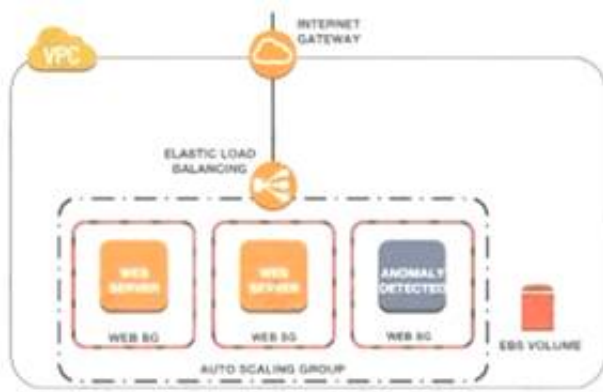 INTERNET
GATEWAY
VPC
ELASTIC LOAD
BALANCING
WEB
SERVER
WEB
SERVER
ANOMALY
DETECTED
WEB SG
WEB SG
WEB SG
EBS VOLUME
AUTO SCALING GROUP